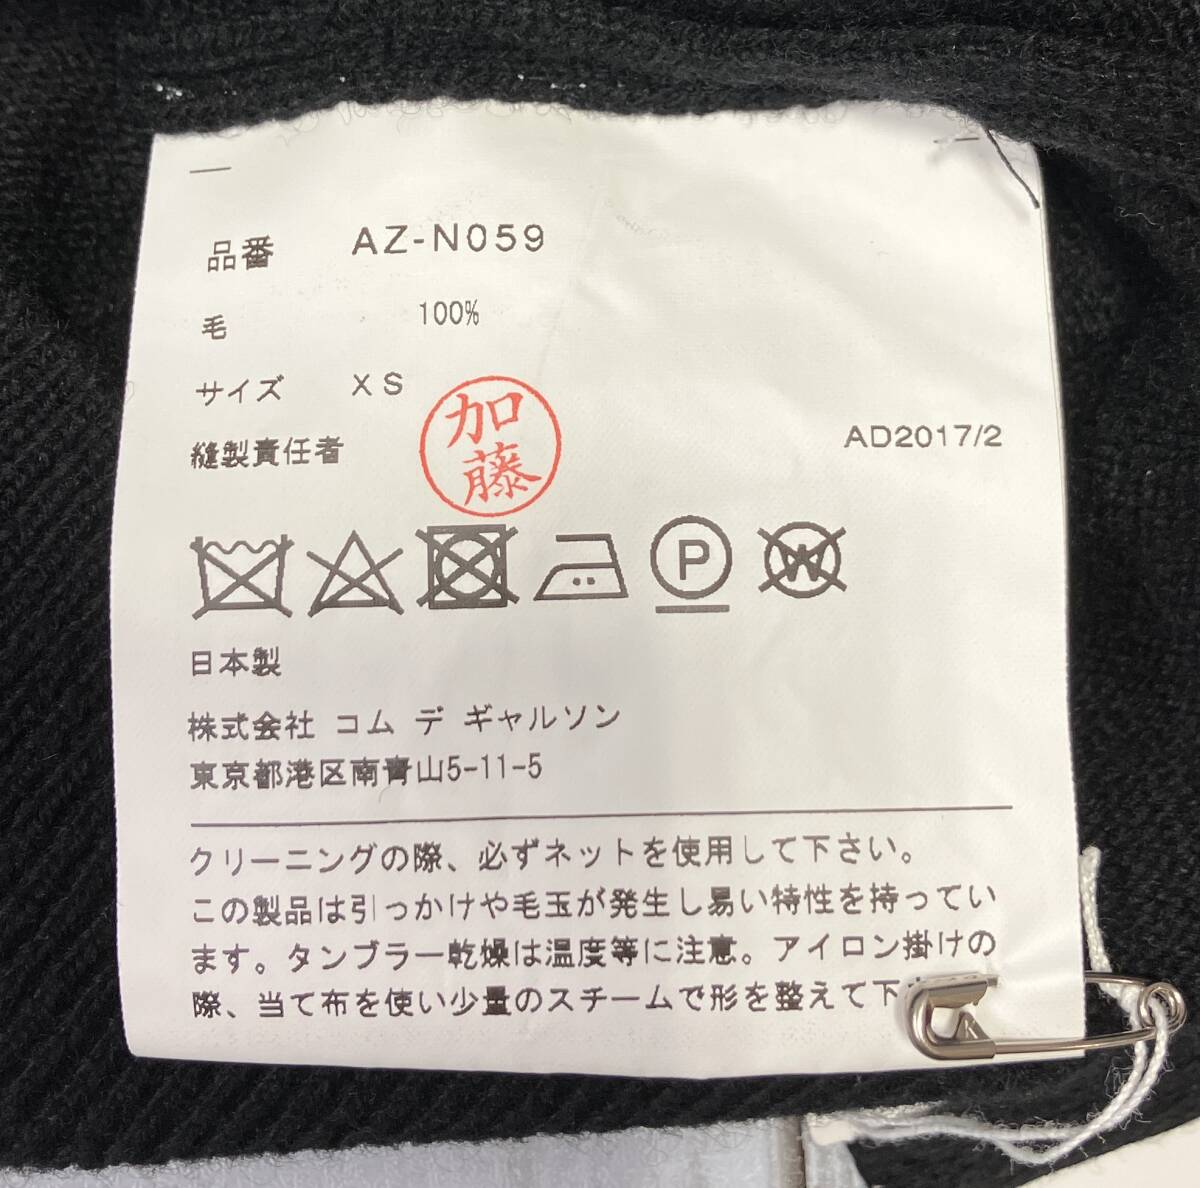 品番 AZ-N059
毛 100%
サイズ XS
縫製責任者 加藤
AD2017/2
P W
日本製
株式会社 コム デ ギャルソン
東京都港区南青山5-11-5
クリーニングの際、必ずネットを使用して下さい。
この製品は引っかけや毛玉が発生し易い特性を持ってい
ます。タンブラー乾燥は温度等に注意。アイロン掛けの
際、当て布を使い少量のスチームで形を整えて下
K